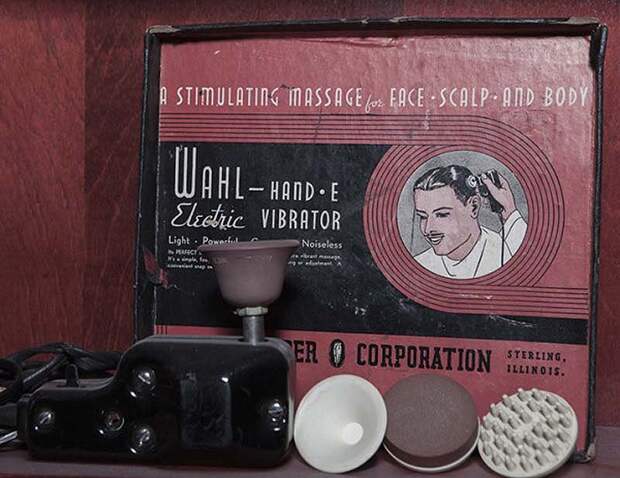 A STIMULATING MASSAGE for FACE · SCALP · AND BODY
WAHL — HAND · E
Electric VIBRATOR
Light · Powerful Noiseless
CORPORATION STERLING,
ILLINOIS.